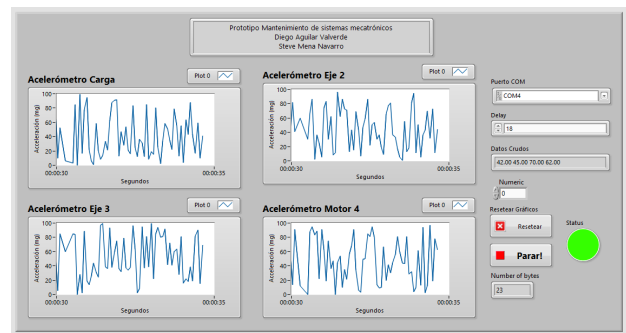 Prototipo Mantenimiento de sistemas mecatrónicos
Diego Aguilar Valverde
Steve Mena Navarro
Acelerómetro Carga
Plot 0
Aceleración (mg)
100
80
60
40
20
0
00:00:30
00:00:35
Segundos
Acelerómetro Eje 2
Plot 0
Aceleración (mg)
100
80
60
40
20
0
00:00:30
00:00:35
Segundos
Acelerómetro Eje 3
Plot 0
Aceleración (mg)
100
80
60
40
20
0
00:00:30
00:00:35
Segundos
Acelerómetro Motor 4
Plot 0
Aceleración (mg)
100
80
60
40
20
0
00:00:30
00:00:35
Segundos
Puerto COM
COM4
Delay
18
Datos Crudos
42.00 45.00 70.00 62.00
Numeric
0
Resetear Gráficos
Resetear
Status
Parar!
Number of bytes
23